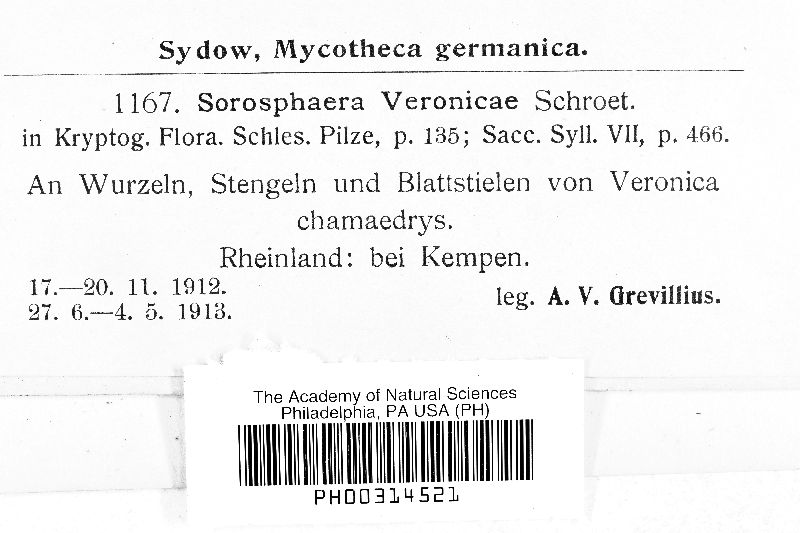 Sydow, Mycotheca germanica.
1167. Sorosphaera Veronicae Schroet.
in Kryptog. Flora. Schles. Pilze, p. 135; Sacc. Syll. VII, p. 466.
An Wurzeln, Stengeln und Blattstielen von Veronica
chamaedrys.
Rheinland: bei Kempen.
17.—20. 11. 1912.
27. 6.—4. 5. 1913.
leg. A. V. Grevillius.
The Academy of Natural Sciences
Philadelphia, PA USA (PH)
PH00314521